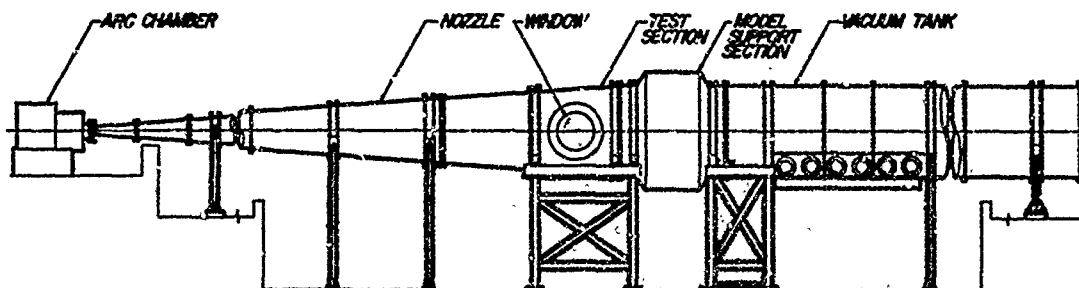 ARC CHAMBER
NOZZLE
WINDOW
TEST
SECTION
MODEL
SUPPORT
SECTION
VACUUM TANK